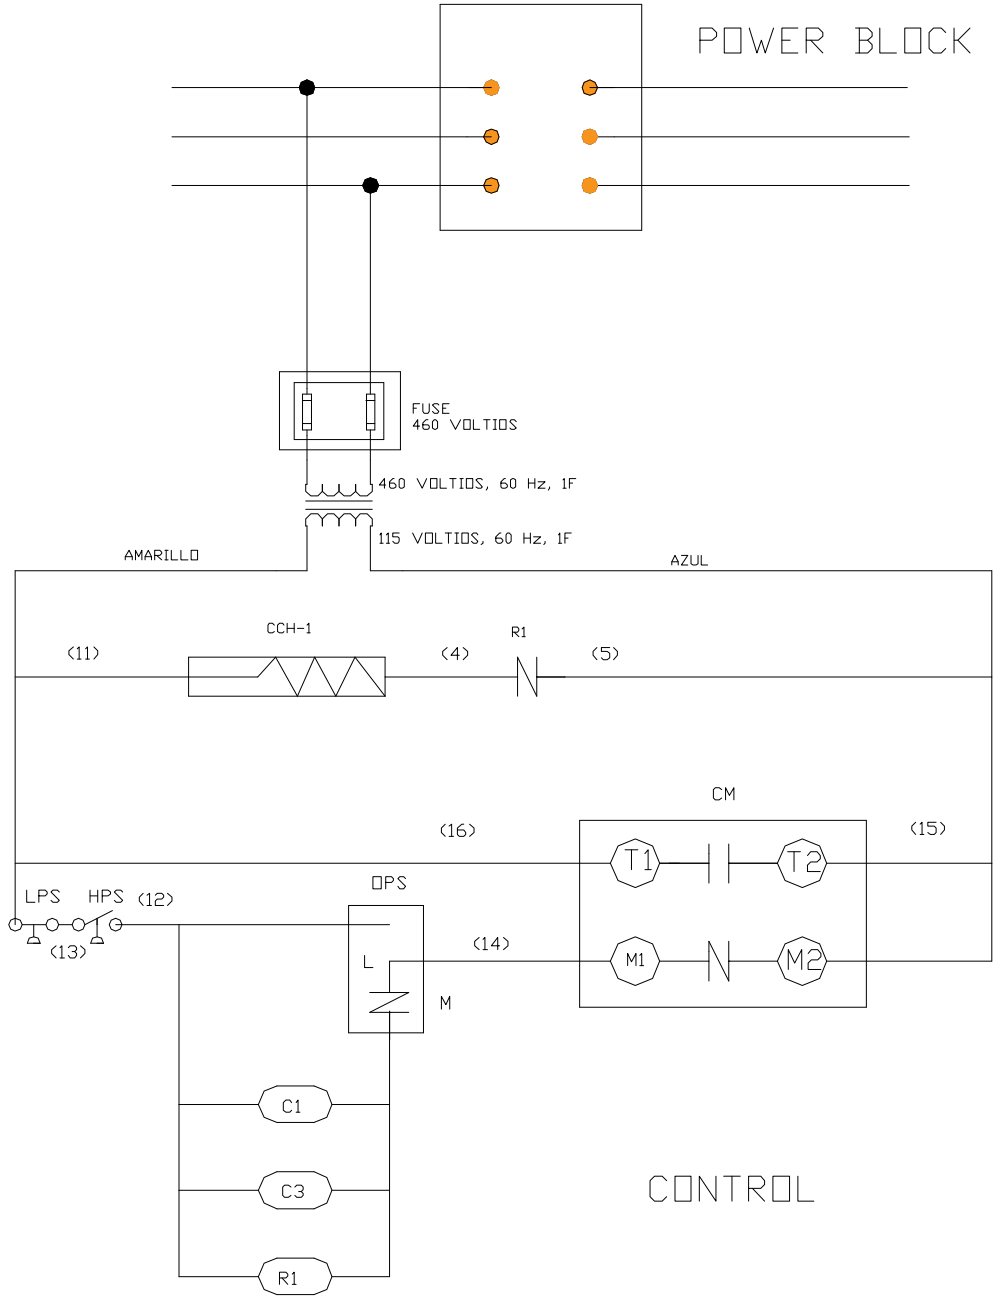 POWER BLOCK
FUSE
460 VOLTIOS
460 VOLTIOS, 60 Hz, 1F
115 VOLTIOS, 60 Hz, 1F
AMARILLO
AZUL
CCH-1
R1
(11)
(4)
(5)
CM
(16)
(15)
T1
T2
OPS
LPS
HPS
(12)
(13)
(14)
L
M1
M2
M
C1
C3
CONTROL
R1